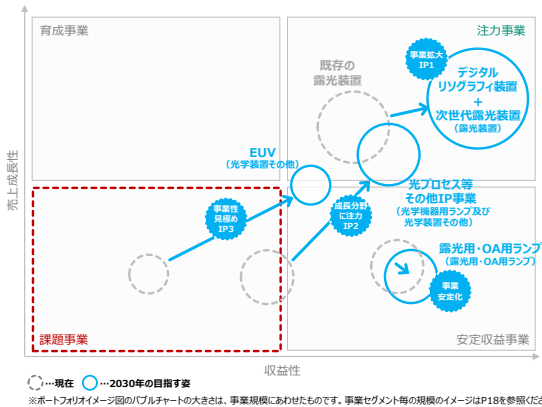 育成事業
注力事業
事業拡大
IP1
既存の
露光装置
デジタル
リソグラフィ装置
+
次世代露光装置
（露光装置）
EUV
（光学装置その他）
売上成長性
光プロセス等
その他IP事業
（光学機器用ランプ及び
光学装置その他）
成長分野
に注力
IP2
事業性
見極め
IP3
露光用・OA用ランプ
（露光用・OA用ランプ）
事業
安定化
課題事業
安定収益事業
収益性
…現在
…2030年の目指す姿
※ポートフォリオイメージ図のバブルチャートの大きさは、事業規模にあわせたものです。事業セグメント毎の規模のイメージはP18を参照くださ